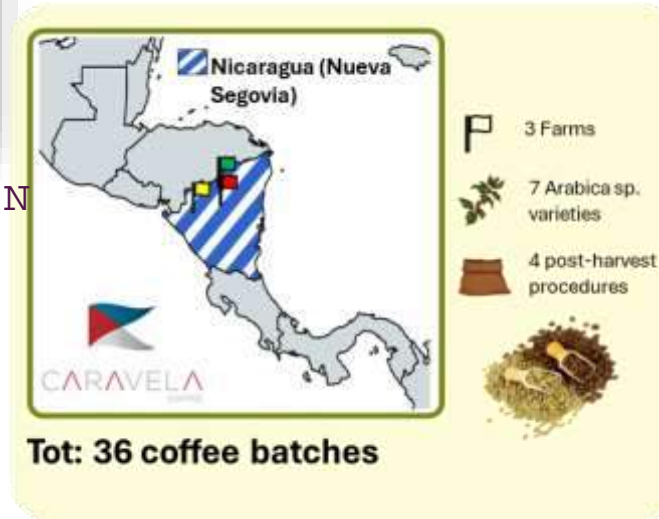 Nicaragua (Nueva
Segovia)
3 Farms
N
7 Arabica sp.
varieties
4 post-harvest
procedures
CARAVELA
Tot: 36 coffee batches